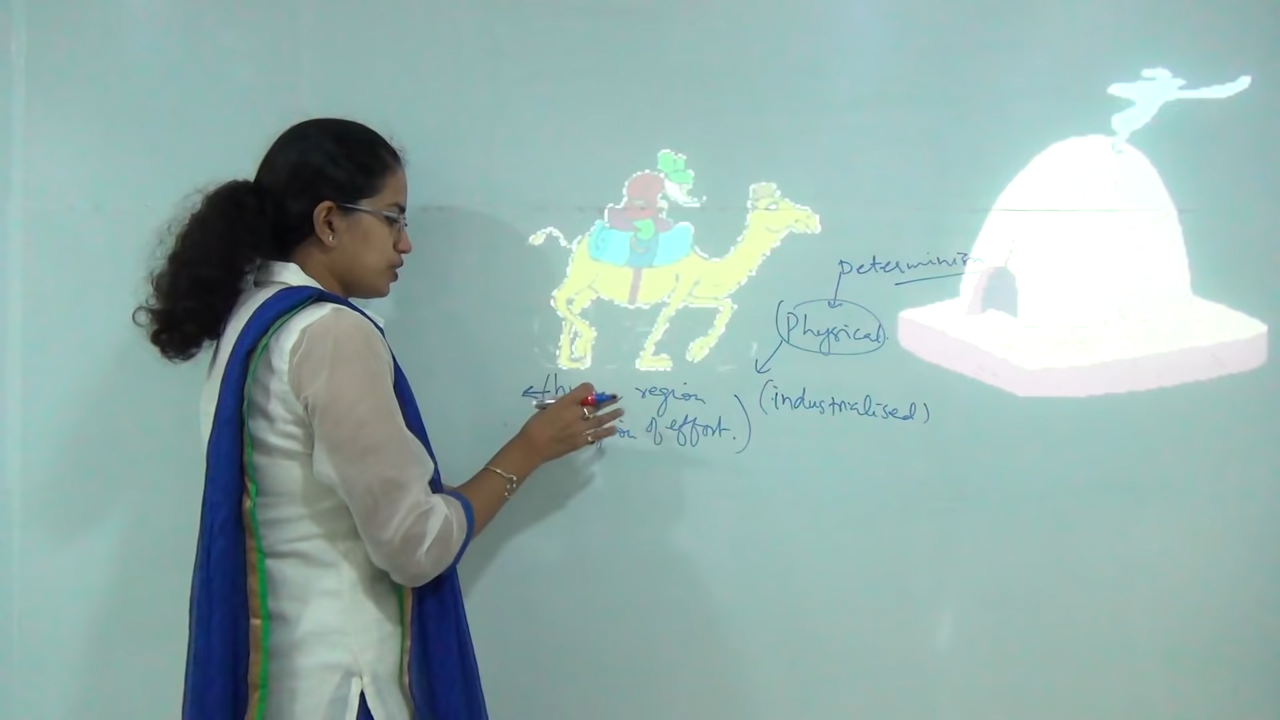 Determinism
(Physical)
region
of effort.)
(industrialised)